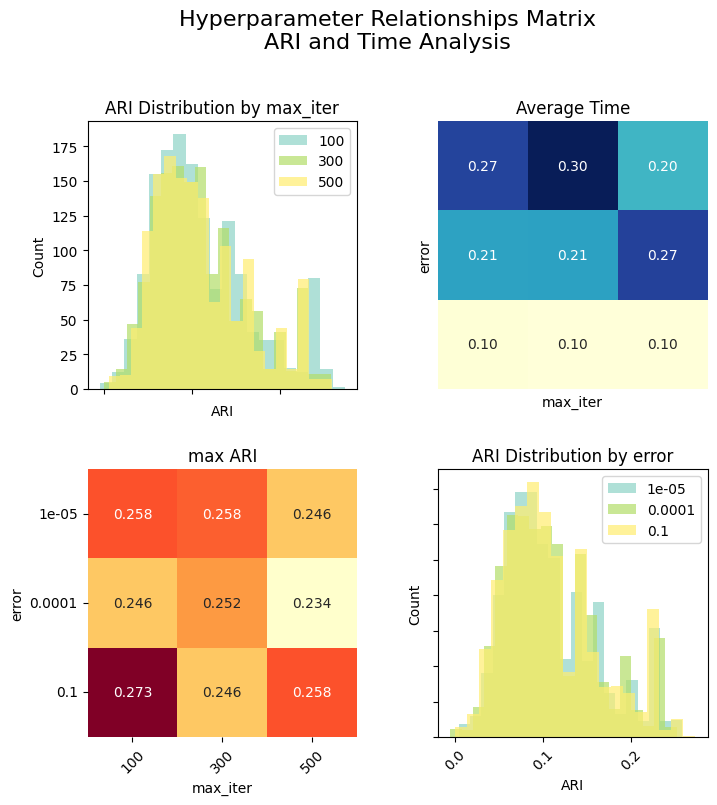 Hyperparameter Relationships Matrix
ARI and Time Analysis
ARI Distribution by max_iter
175
150
125
100
75
50
25
0
Count
ARI
100
300
500
Average Time
0.27 0.30 0.20
0.21 0.21 0.27
0.10 0.10 0.10
error
max_iter
max ARI
1e-05 0.258 0.258 0.246
0.0001 0.246 0.252 0.234
0.1 0.273 0.246 0.258
error
100 300 500
max_iter
ARI Distribution by error
1e-05
0.0001
0.1
Count
0.0 0.1 0.2
ARI